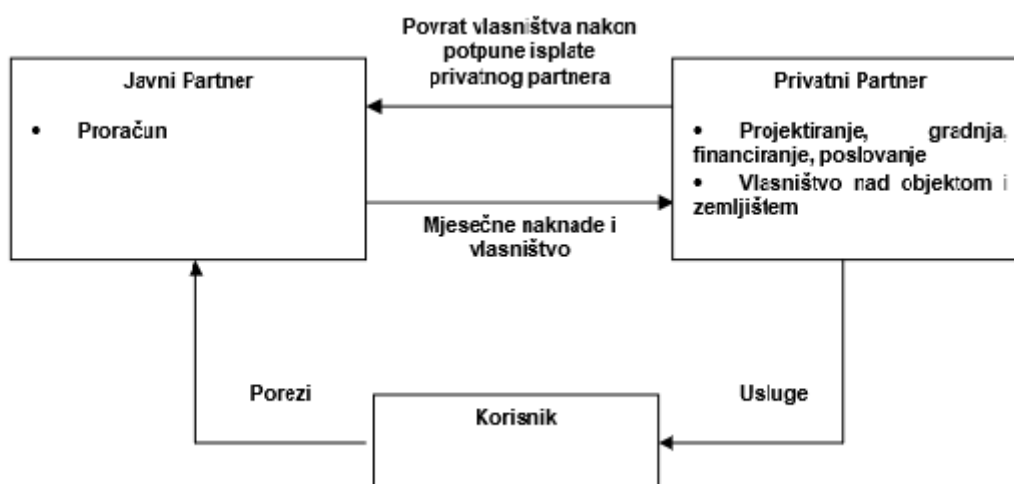 Povrat vlasništva nakon
potpune isplate
privatnog partnera
Javni Partner
• Proračun
Privatni Partner
• Projektiranje, gradnja,
financiranje, poslovanje
• Vlasništvo nad objektom i
zemljištem
Mjesečne naknade i
vlasništvo
Porezi
Usluge
Korisnik